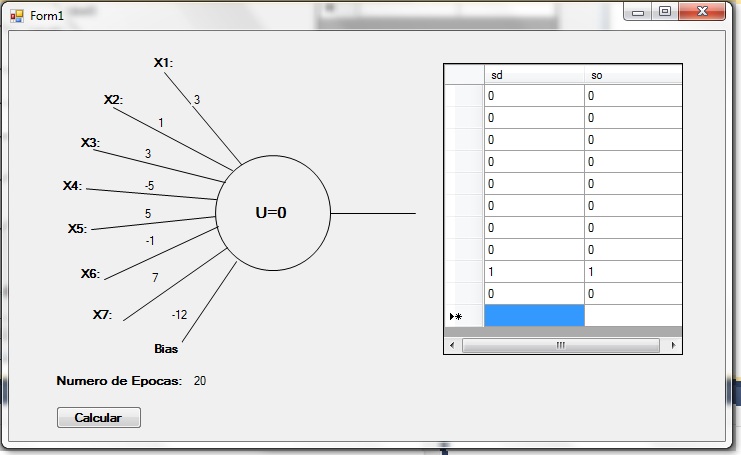 Form1
X1:
3
X2:
1
X3:
3
X4:
-5
U=0
X5:
5
-1
X6:
7
X7:
-12
Bias
sd so
0 0
0 0
0 0
0 0
0 0
0 0
0 0
0 0
1 1
0 0
Numero de Epocas: 20
Calcular